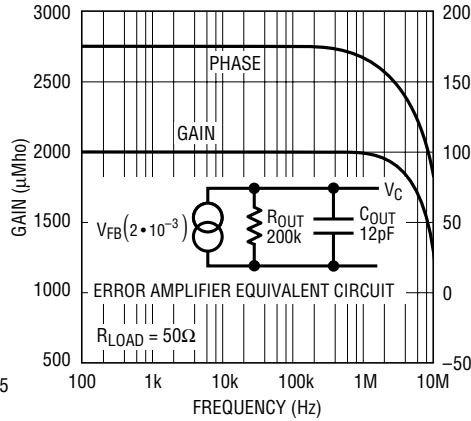 3000
2500
2000
1500
1000
500
GAIN (μMho)
200
150
100
50
0
–50
PHASE
GAIN
V_FB(2 • 10⁻³)
R_OUT
200k
C_OUT
12pF
V_C
ERROR AMPLIFIER EQUIVALENT CIRCUIT
R_LOAD = 50Ω
5
100
1k
10k
100k
1M
10M
FREQUENCY (Hz)